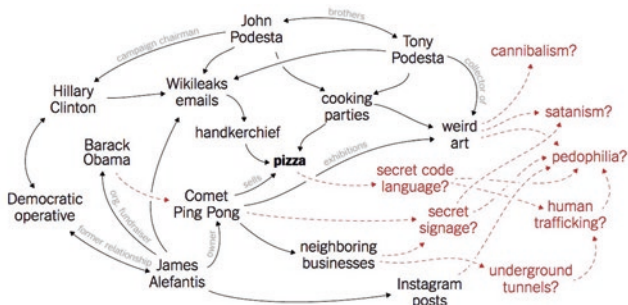 John
Podesta
brothers
Tony
Podesta
campaign chairman
collector of
cannibalism?
Hillary
Clinton
Wikileaks
emails
cooking
parties
satanism?
handkerchief
weird
art
Barack
Obama
pizza
exhibitions
pedophilia?
secret code
language?
sells
Democratic
operative
org. fundraiser
Comet
Ping Pong
secret
signage?
human
trafficking?
former relationship
owner
neighboring
businesses
James
Alefantis
underground
tunnels?
Instagram
posts